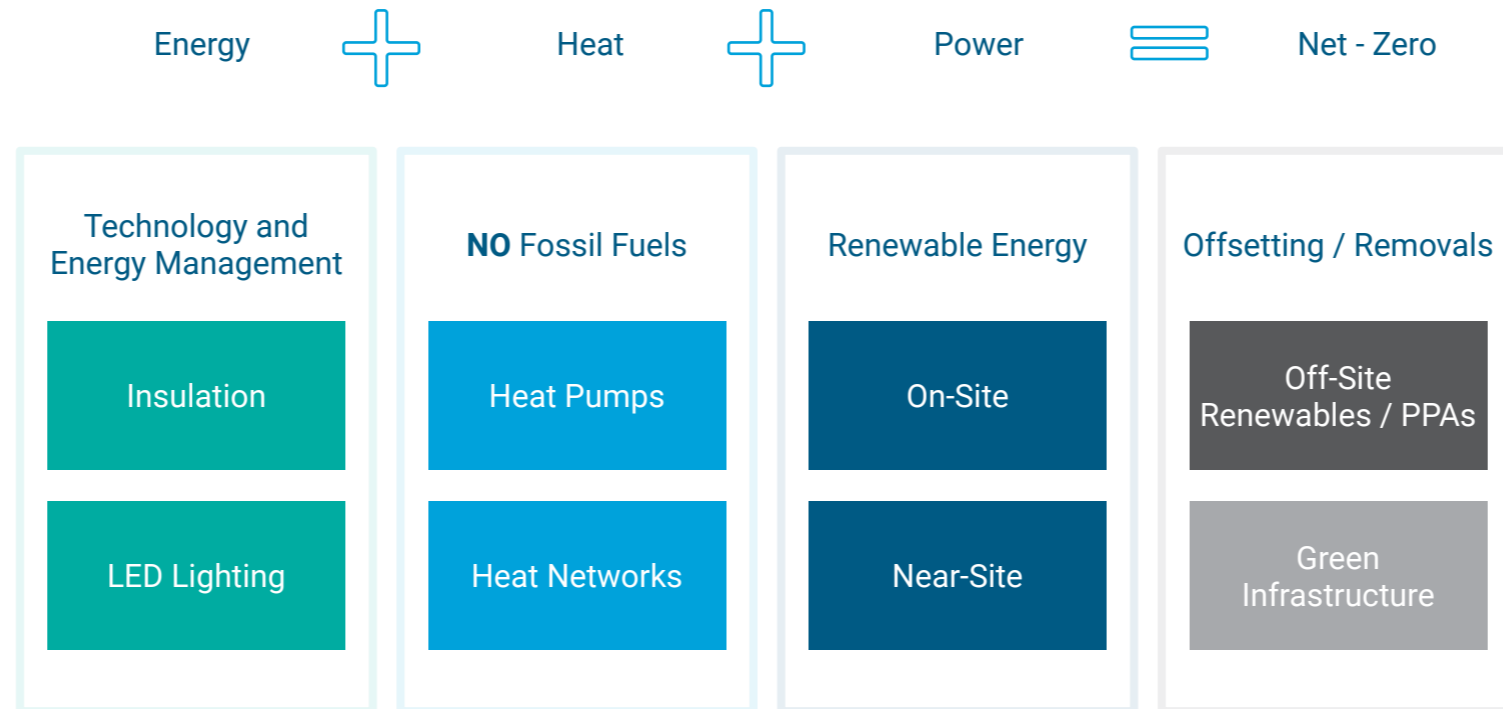 Energy Heat Power Net - Zero
Technology and
Energy Management
Insulation
LED Lighting
NO Fossil Fuels
Heat Pumps
Heat Networks
Renewable Energy
On-Site
Near-Site
Offsetting / Removals
Off-Site
Renewables / PPAs
Green
Infrastructure